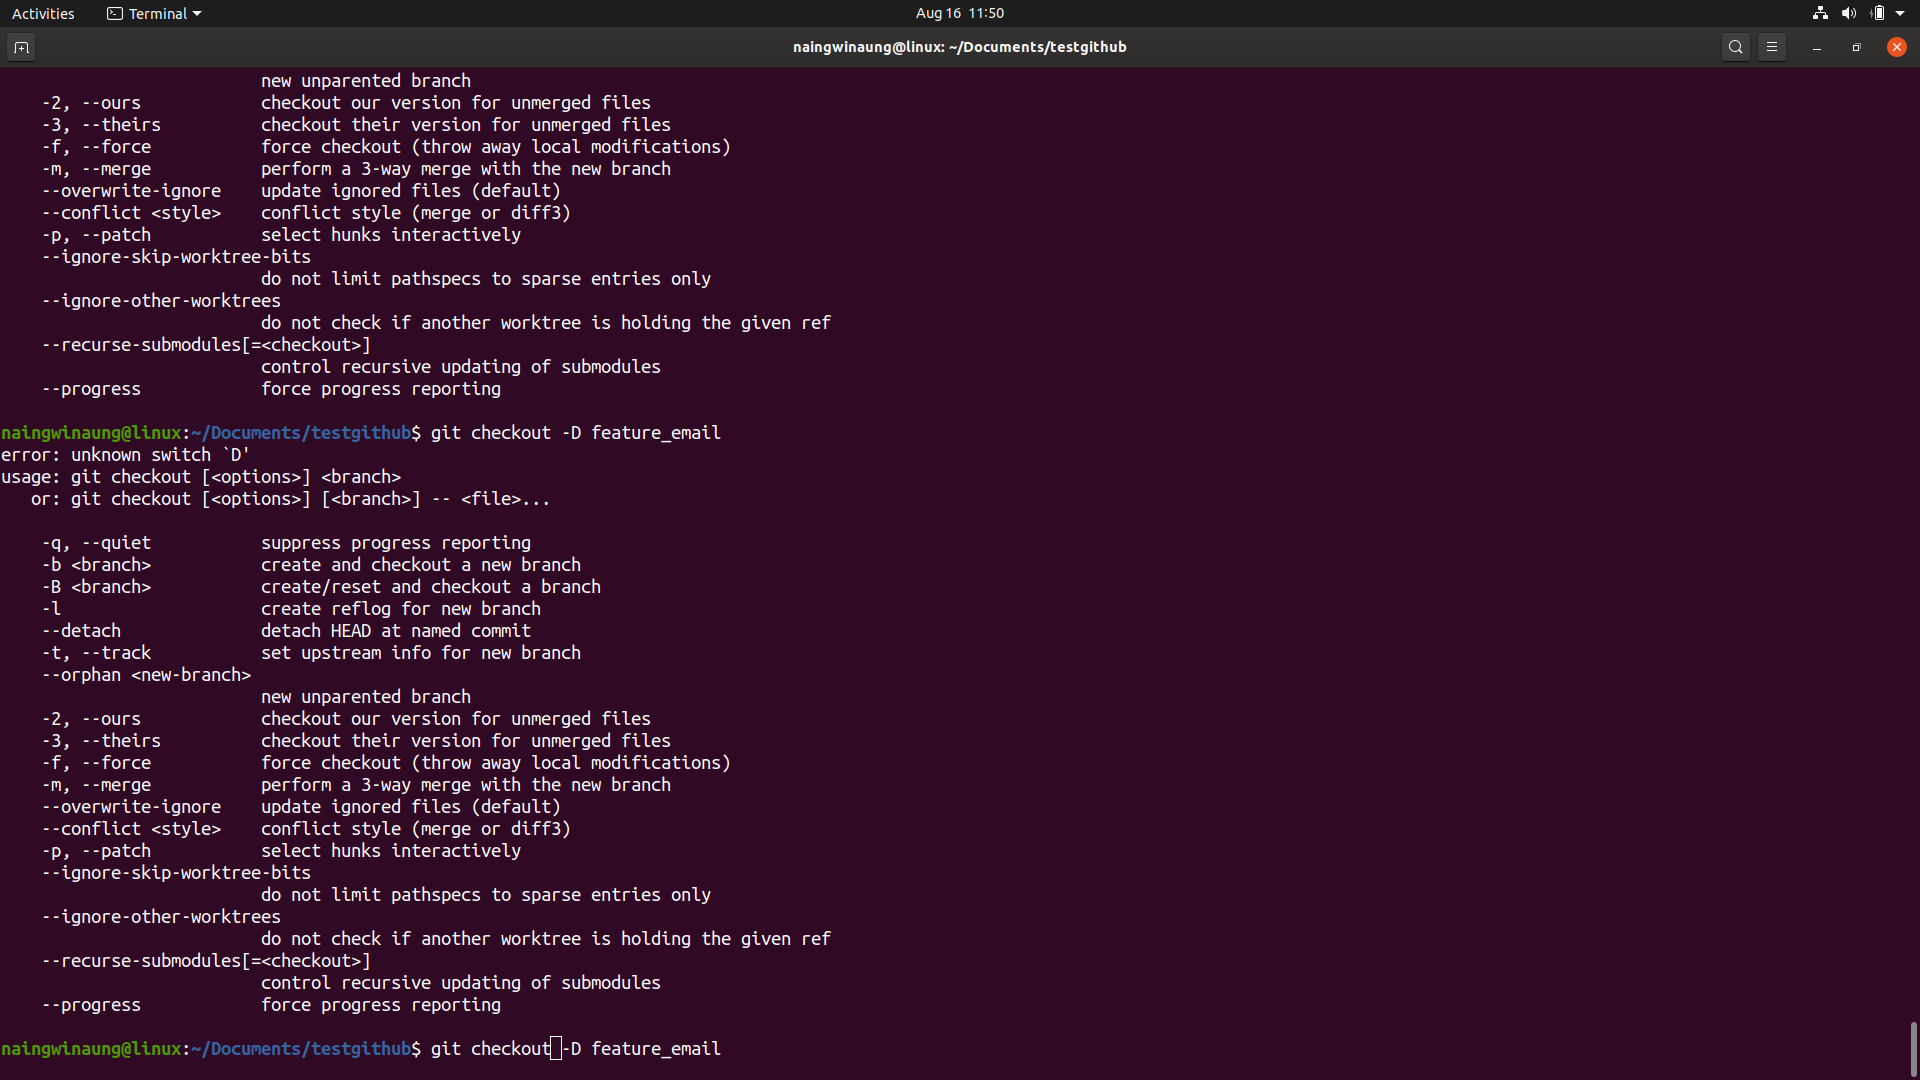 Activities Terminal Aug 16 11:50
naingwinaung@linux: ~/Documents/testgithub
new unparented branch
-2, --ours checkout our version for unmerged files
-3, --theirs checkout their version for unmerged files
-f, --force force checkout (throw away local modifications)
-m, --merge perform a 3-way merge with the new branch
--overwrite-ignore update ignored files (default)
--conflict <style> conflict style (merge or diff3)
-p, --patch select hunks interactively
--ignore-skip-worktree-bits
do not limit pathspecs to sparse entries only
--ignore-other-worktrees
do not check if another worktree is holding the given ref
--recurse-submodules[=<checkout>]
control recursive updating of submodules
--progress force progress reporting
naingwinaung@linux:~/Documents/testgithub$ git checkout -D feature_email
error: unknown switch `D'
usage: git checkout [<options>] <branch>
or: git checkout [<options>] [<branch>] -- <file>...
-q, --quiet suppress progress reporting
-b <branch> create and checkout a new branch
-B <branch> create/reset and checkout a branch
-l create reflog for new branch
--detach detach HEAD at named commit
-t, --track set upstream info for new branch
--orphan <new-branch>
new unparented branch
-2, --ours checkout our version for unmerged files
-3, --theirs checkout their version for unmerged files
-f, --force force checkout (throw away local modifications)
-m, --merge perform a 3-way merge with the new branch
--overwrite-ignore update ignored files (default)
--conflict <style> conflict style (merge or diff3)
-p, --patch select hunks interactively
--ignore-skip-worktree-bits
do not limit pathspecs to sparse entries only
--ignore-other-worktrees
do not check if another worktree is holding the given ref
--recurse-submodules[=<checkout>]
control recursive updating of submodules
--progress force progress reporting
naingwinaung@linux:~/Documents/testgithub$ git checkout -D feature_email